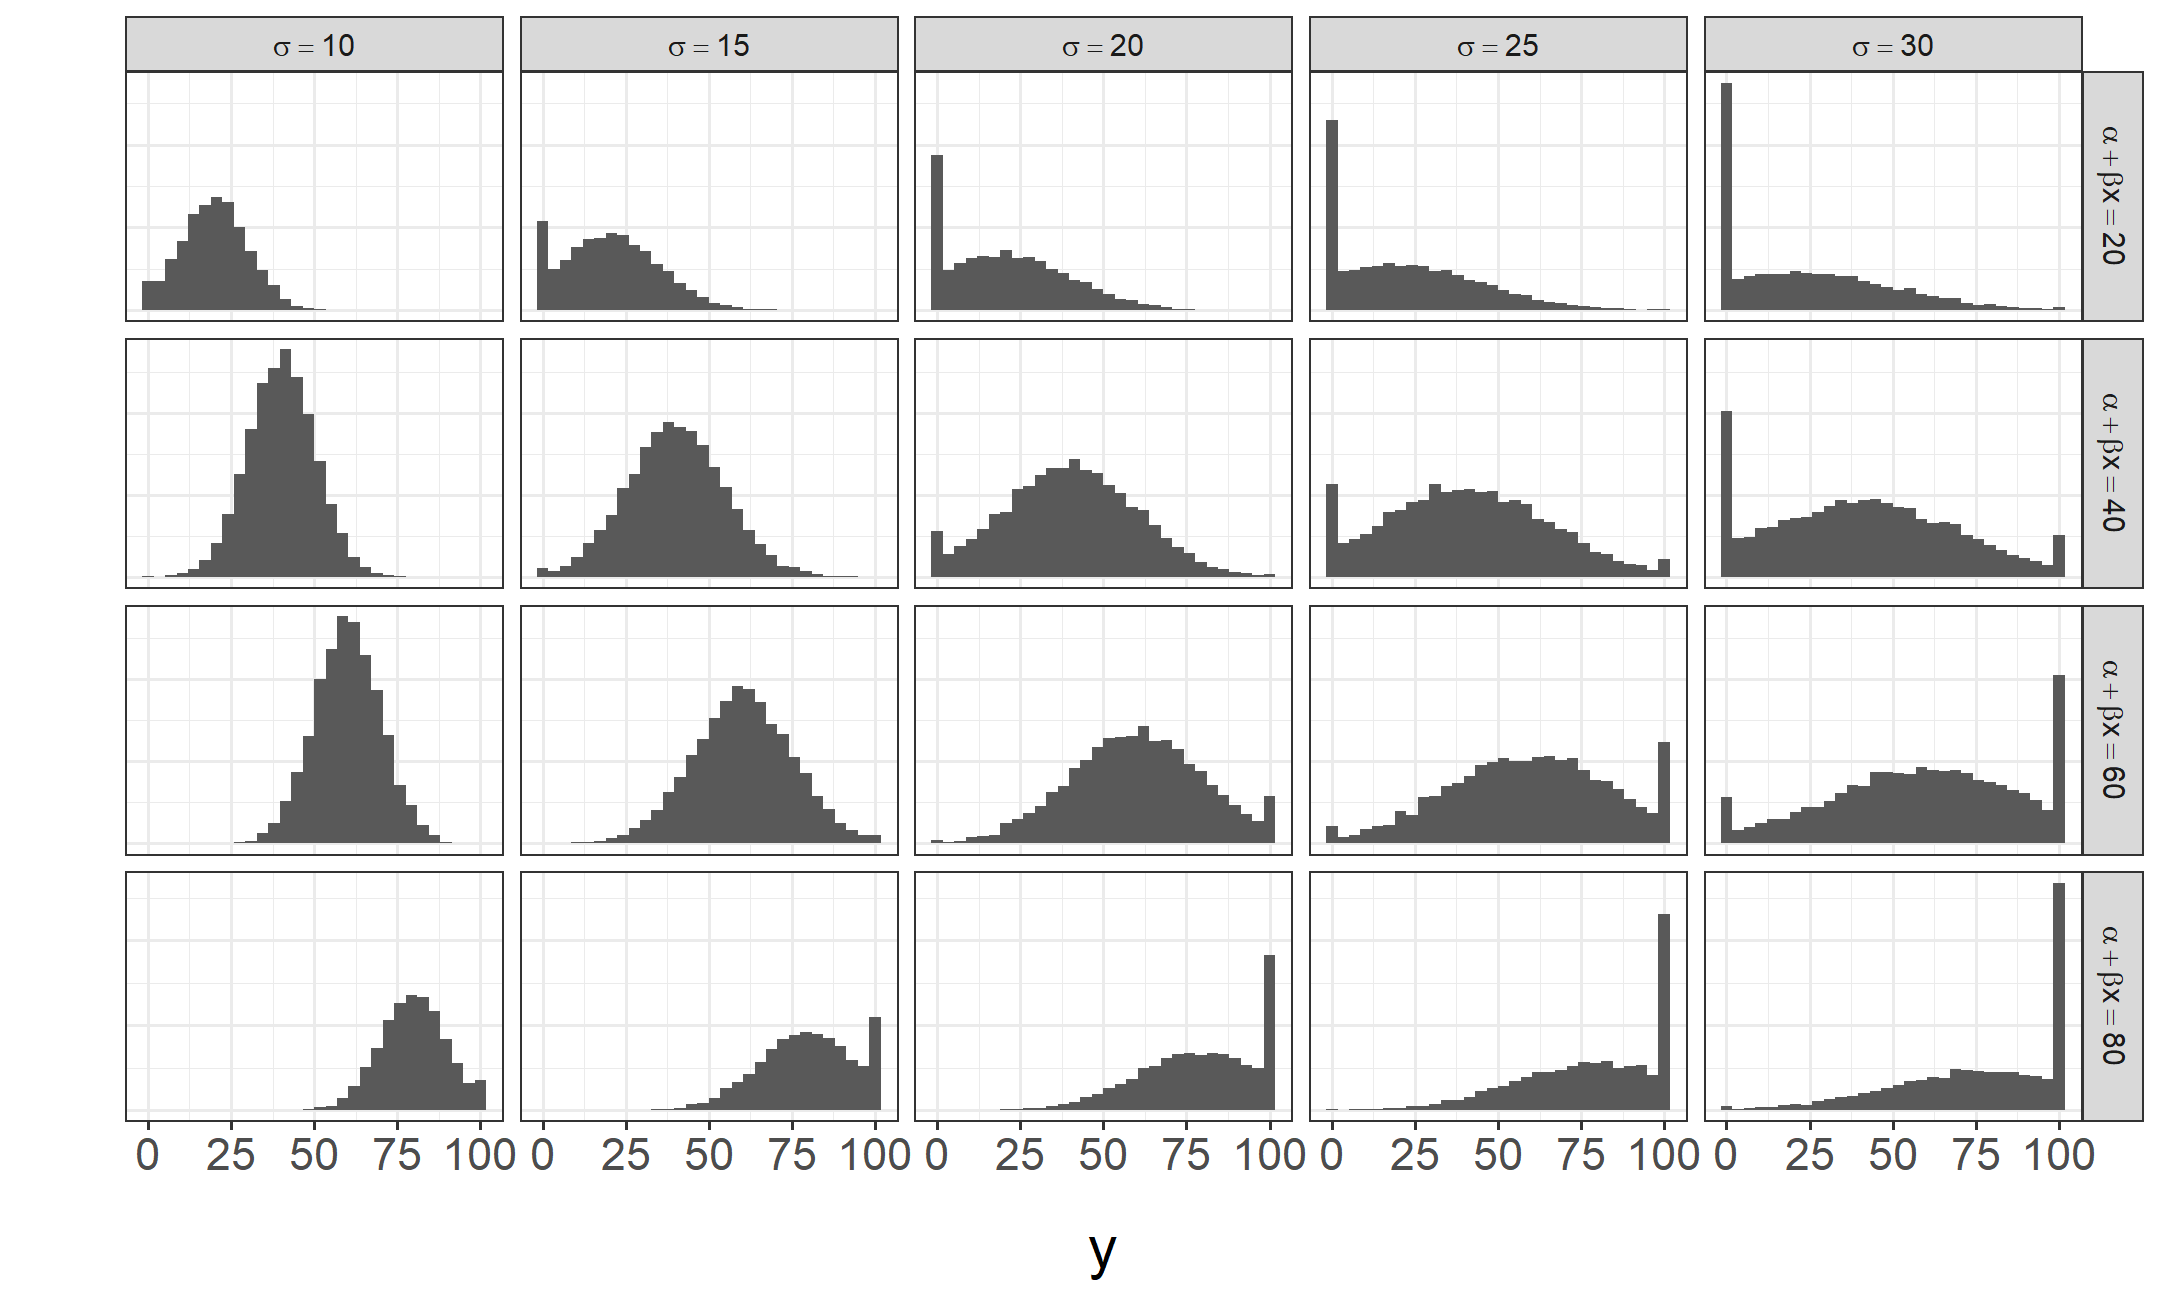 σ = 10
σ = 15
σ = 20
σ = 25
σ = 30
α + βx = 20
α + βx = 40
α + βx = 60
α + βx = 80
0 25 50 75 100
0 25 50 75 100
0 25 50 75 100
0 25 50 75 100
0 25 50 75 100
y